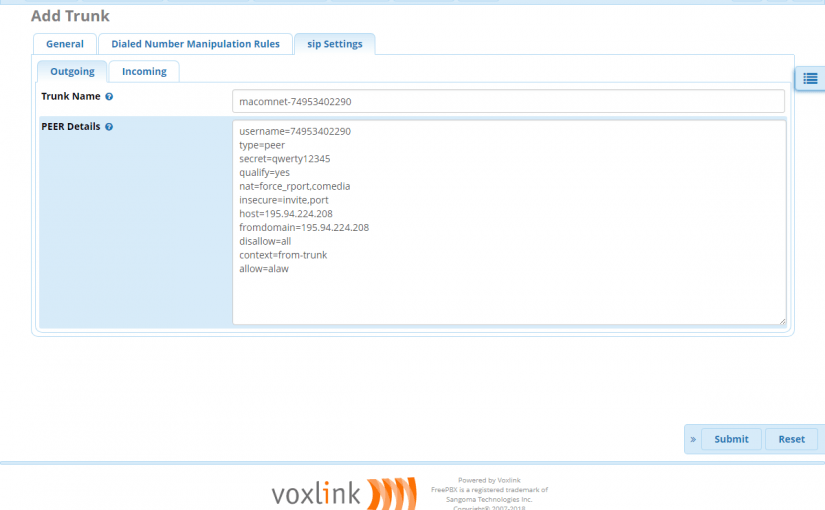 Add Trunk
General
Dialed Number Manipulation Rules
sip Settings
Outgoing
Incoming
Trunk Name
macomnet-74953402290
PEER Details
username=74953402290
type=peer
secret=qwerty12345
qualify=yes
nat=force_rport,comedia
insecure=invite,port
host=195.94.224.208
fromdomain=195.94.224.208
disallow=all
context=from-trunk
allow=alaw
» Submit Reset
voxlink
Powered by Voxlink
FreePBX is a registered trademark of
Sangoma Technologies Inc.
Copyright© 2007-2018